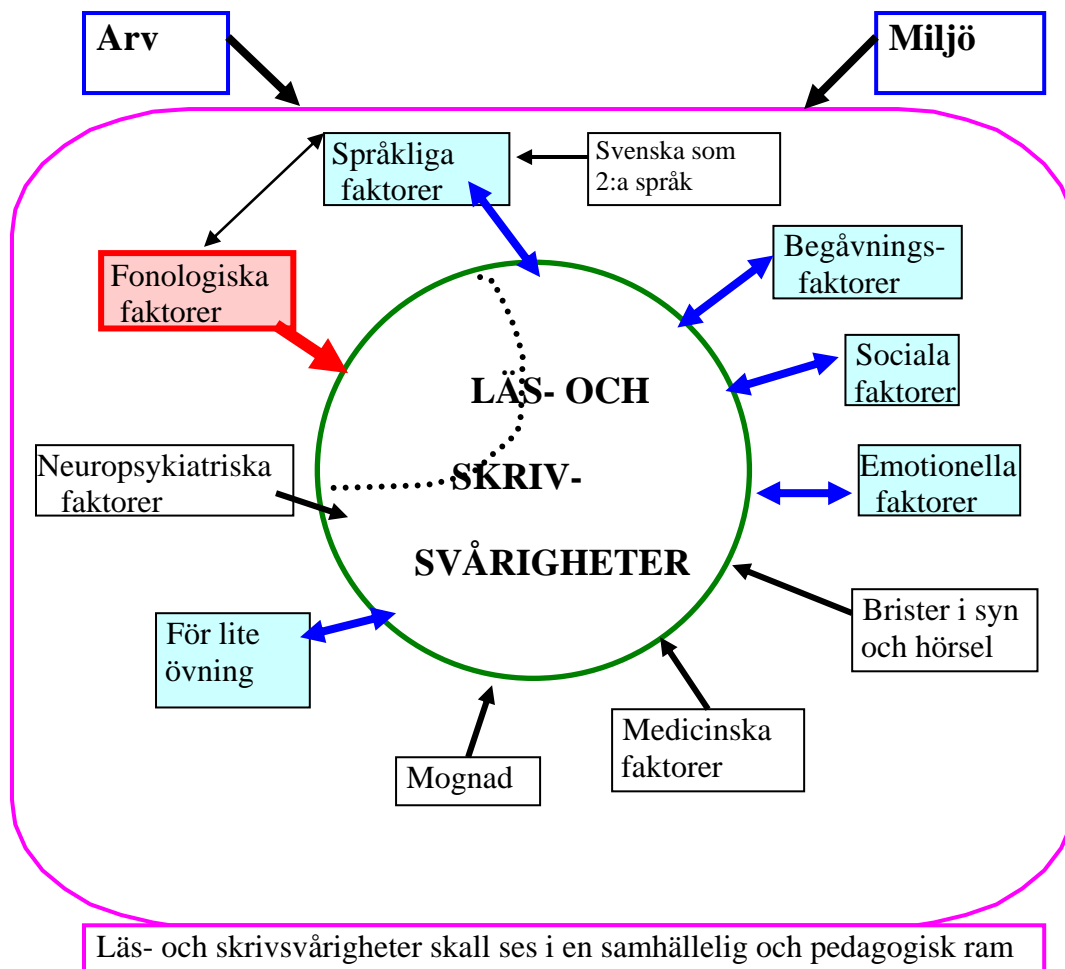 Arv
Miljö
Språkliga
faktorer
Svenska som
2:a språk
Fonologiska
faktorer
Begåvnings-
faktorer
Sociala
faktorer
LÄS- OCH
SKRIV-
SVÅRIGHETER
Neuropsykiatriska
faktorer
Emotionella
faktorer
För lite
övning
Brister i syn
och hörsel
Medicinska
faktorer
Mognad
Läs- och skrivsvårigheter skall ses i en samhällelig och pedagogisk ram